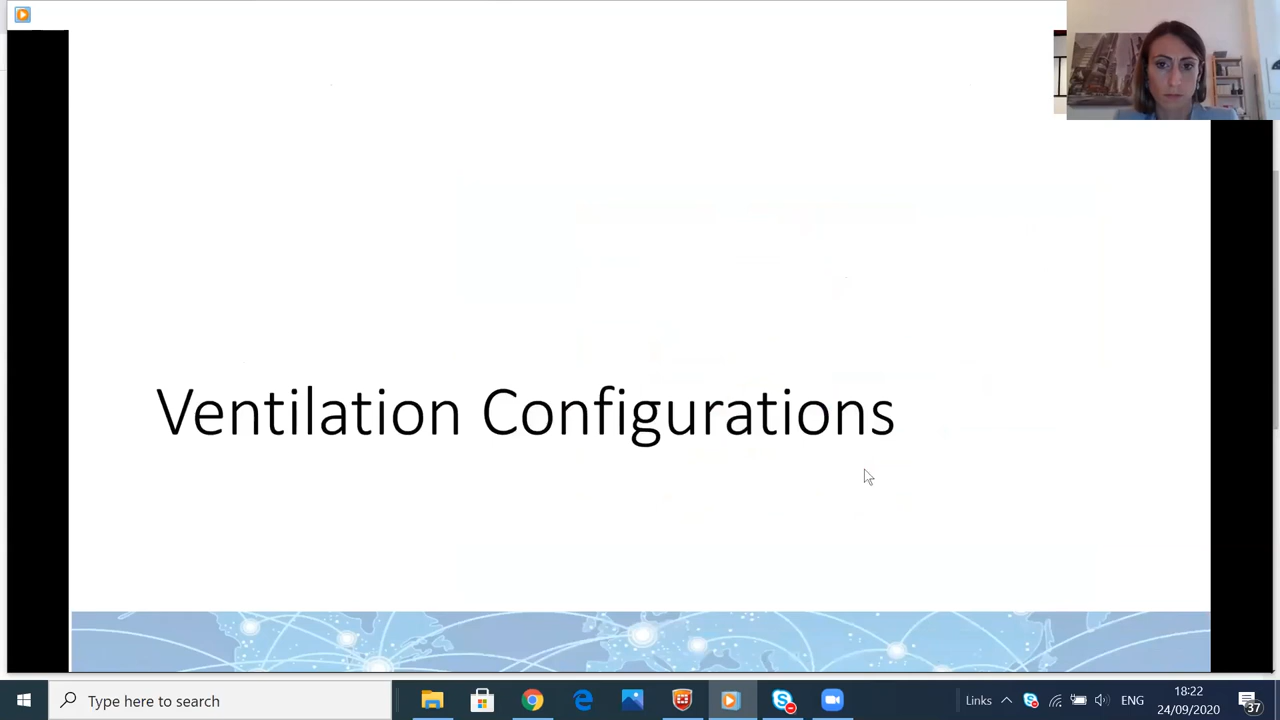 Ventilation Configurations
Type here to search
Links
ENG
18:22
24/09/2020
37